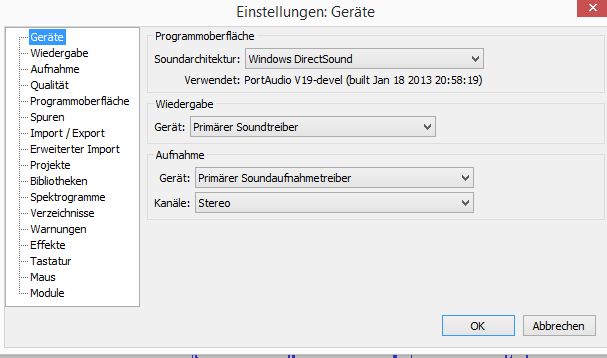 Einstellungen: Geräte
Geräte
Wiedergabe
Aufnahme
Qualität
Programmoberfläche
Spuren
Import / Export
Erweiterter Import
Projekte
Bibliotheken
Spektrogramme
Verzeichnisse
Warnungen
Effekte
Tastatur
Maus
Module
Programmoberfläche
Soundarchitektur: Windows DirectSound
Verwendet: PortAudio V19-devel (built Jan 18 2013 20:58:19)
Wiedergabe
Gerät: Primärer Soundtreiber
Aufnahme
Gerät: Primärer Soundaufnahmetreiber
Kanäle: Stereo
OK Abbrechen